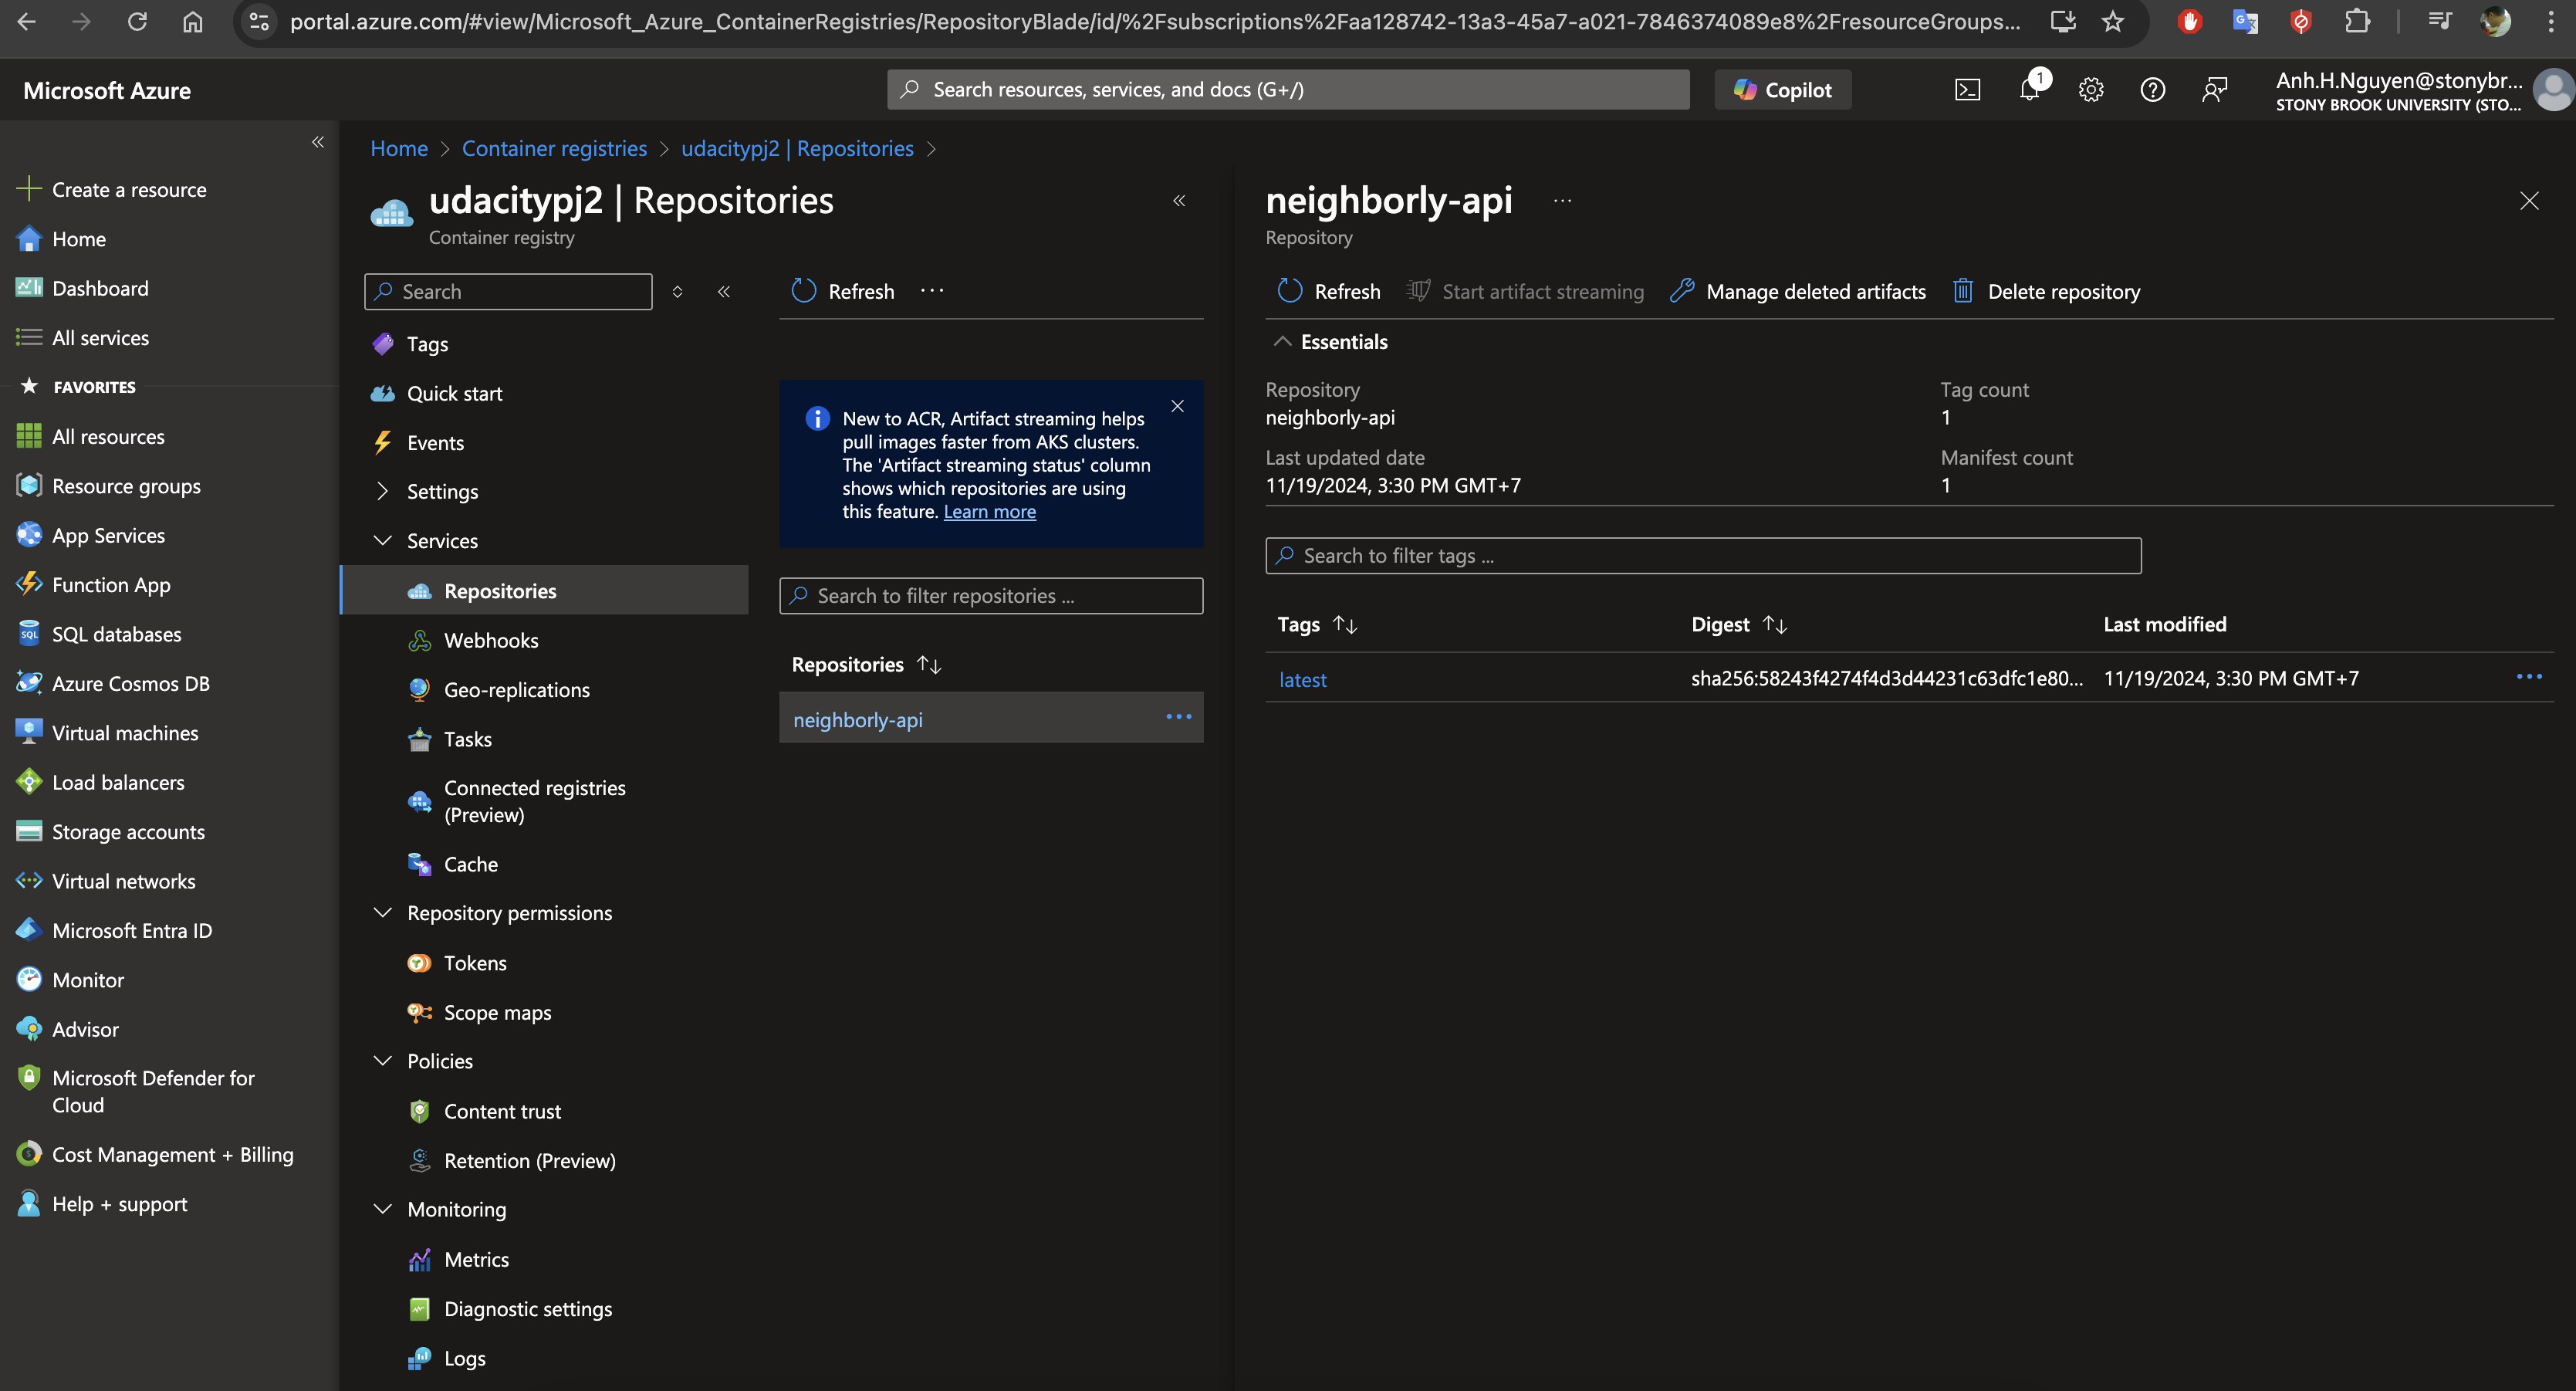 portal.azure.com/#view/Microsoft_Azure_ContainerRegistries/RepositoryBlade/id/%2Fsubscriptions%2Faa128742-13a3-45a7-a021-7846374089e8%2FresourceGroups...
Microsoft Azure
Search resources, services, and docs (G+/)
Copilot
1
Anh.H.Nguyen@stonybr...
STONY BROOK UNIVERSITY (STO...
Create a resource
Home
Dashboard
All services
FAVORITES
All resources
Resource groups
App Services
Function App
SQL databases
Azure Cosmos DB
Virtual machines
Load balancers
Storage accounts
Virtual networks
Microsoft Entra ID
Monitor
Advisor
Microsoft Defender for
Cloud
Cost Management + Billing
Help + support
Home > Container registries > udacitypj2 | Repositories >
udacitypj2 | Repositories
Container registry
Search
Tags
Quick start
Events
Settings
Services
Repositories
Webhooks
Geo-replications
Tasks
Connected registries
(Preview)
Cache
Repository permissions
Tokens
Scope maps
Policies
Content trust
Retention (Preview)
Monitoring
Metrics
Diagnostic settings
Logs
Refresh
New to ACR, Artifact streaming helps
pull images faster from AKS clusters.
The 'Artifact streaming status' column
shows which repositories are using
this feature. Learn more
Search to filter repositories ...
Repositories
neighborly-api
neighborly-api
Repository
Refresh
Start artifact streaming
Manage deleted artifacts
Delete repository
Essentials
Repository
neighborly-api
Tag count
1
Last updated date
11/19/2024, 3:30 PM GMT+7
Manifest count
1
Search to filter tags ...
Tags Digest Last modified
latest sha256:58243f4274f4d3d44231c63dfc1e80... 11/19/2024, 3:30 PM GMT+7